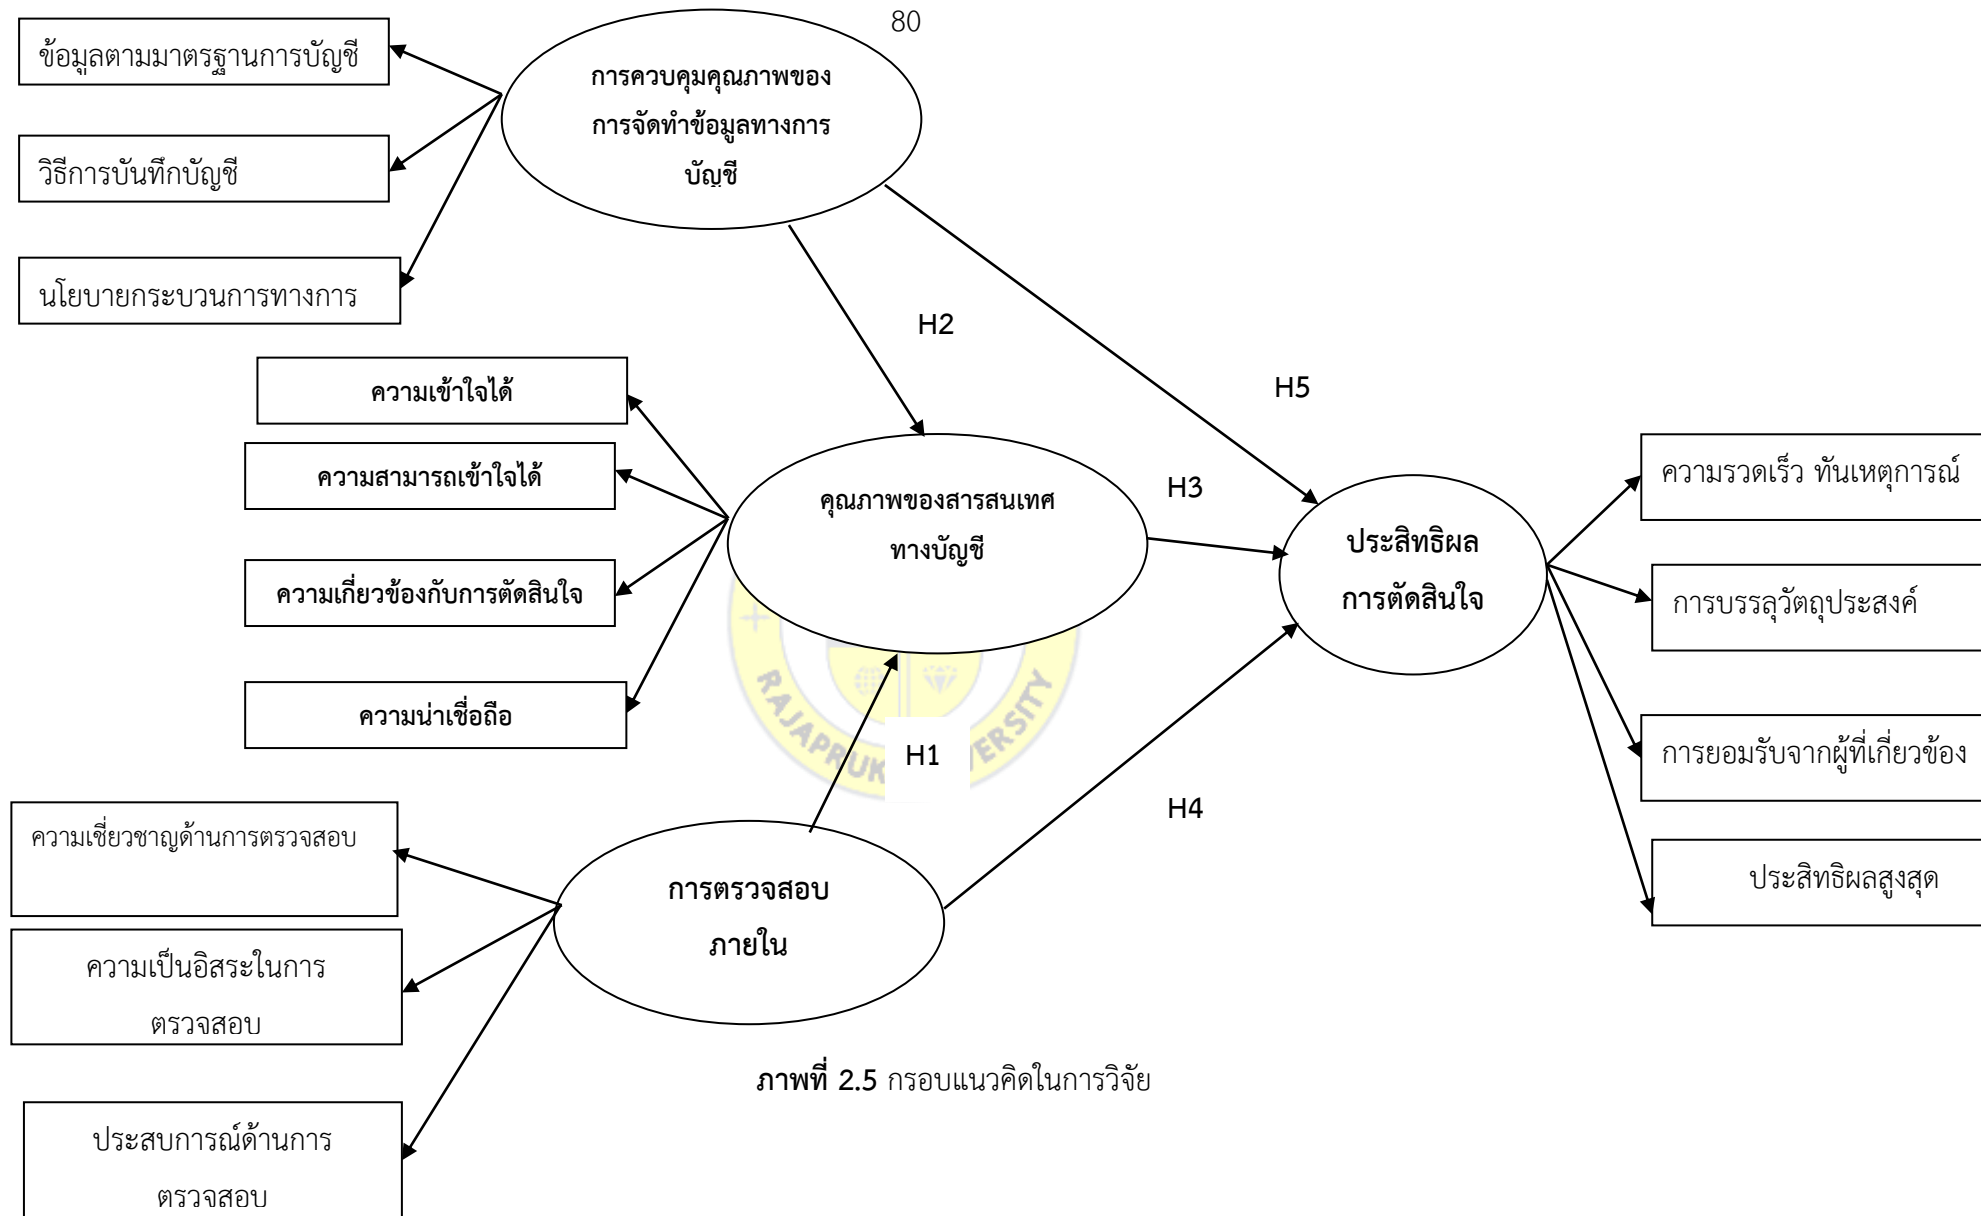 80
ข้อมูลตามมาตรฐานการบัญชี
วิธีการบันทึกบัญชี
นโยบายกระบวนการทางการ
การควบคุมคุณภาพของ
การจัดทำข้อมูลทางการ
บัญชี
H2
H5
ความเข้าใจได้
ความสามารถเข้าใจได้
ความเกี่ยวข้องกับการตัดสินใจ
ความน่าเชื่อถือ
คุณภาพของสารสนเทศ
ทางบัญชี
H3
ประสิทธิผล
การตัดสินใจ
ความรวดเร็ว ทันเหตุการณ์
การบรรลุวัตถุประสงค์
การยอมรับจากผู้ที่เกี่ยวข้อง
ประสิทธิผลสูงสุด
H1
H4
ความเชี่ยวชาญด้านการตรวจสอบ
ความเป็นอิสระในการ
ตรวจสอบ
ประสบการณ์ด้านการ
ตรวจสอบ
การตรวจสอบ
ภายใน
ภาพที่ 2.5 กรอบแนวคิดในการวิจัย